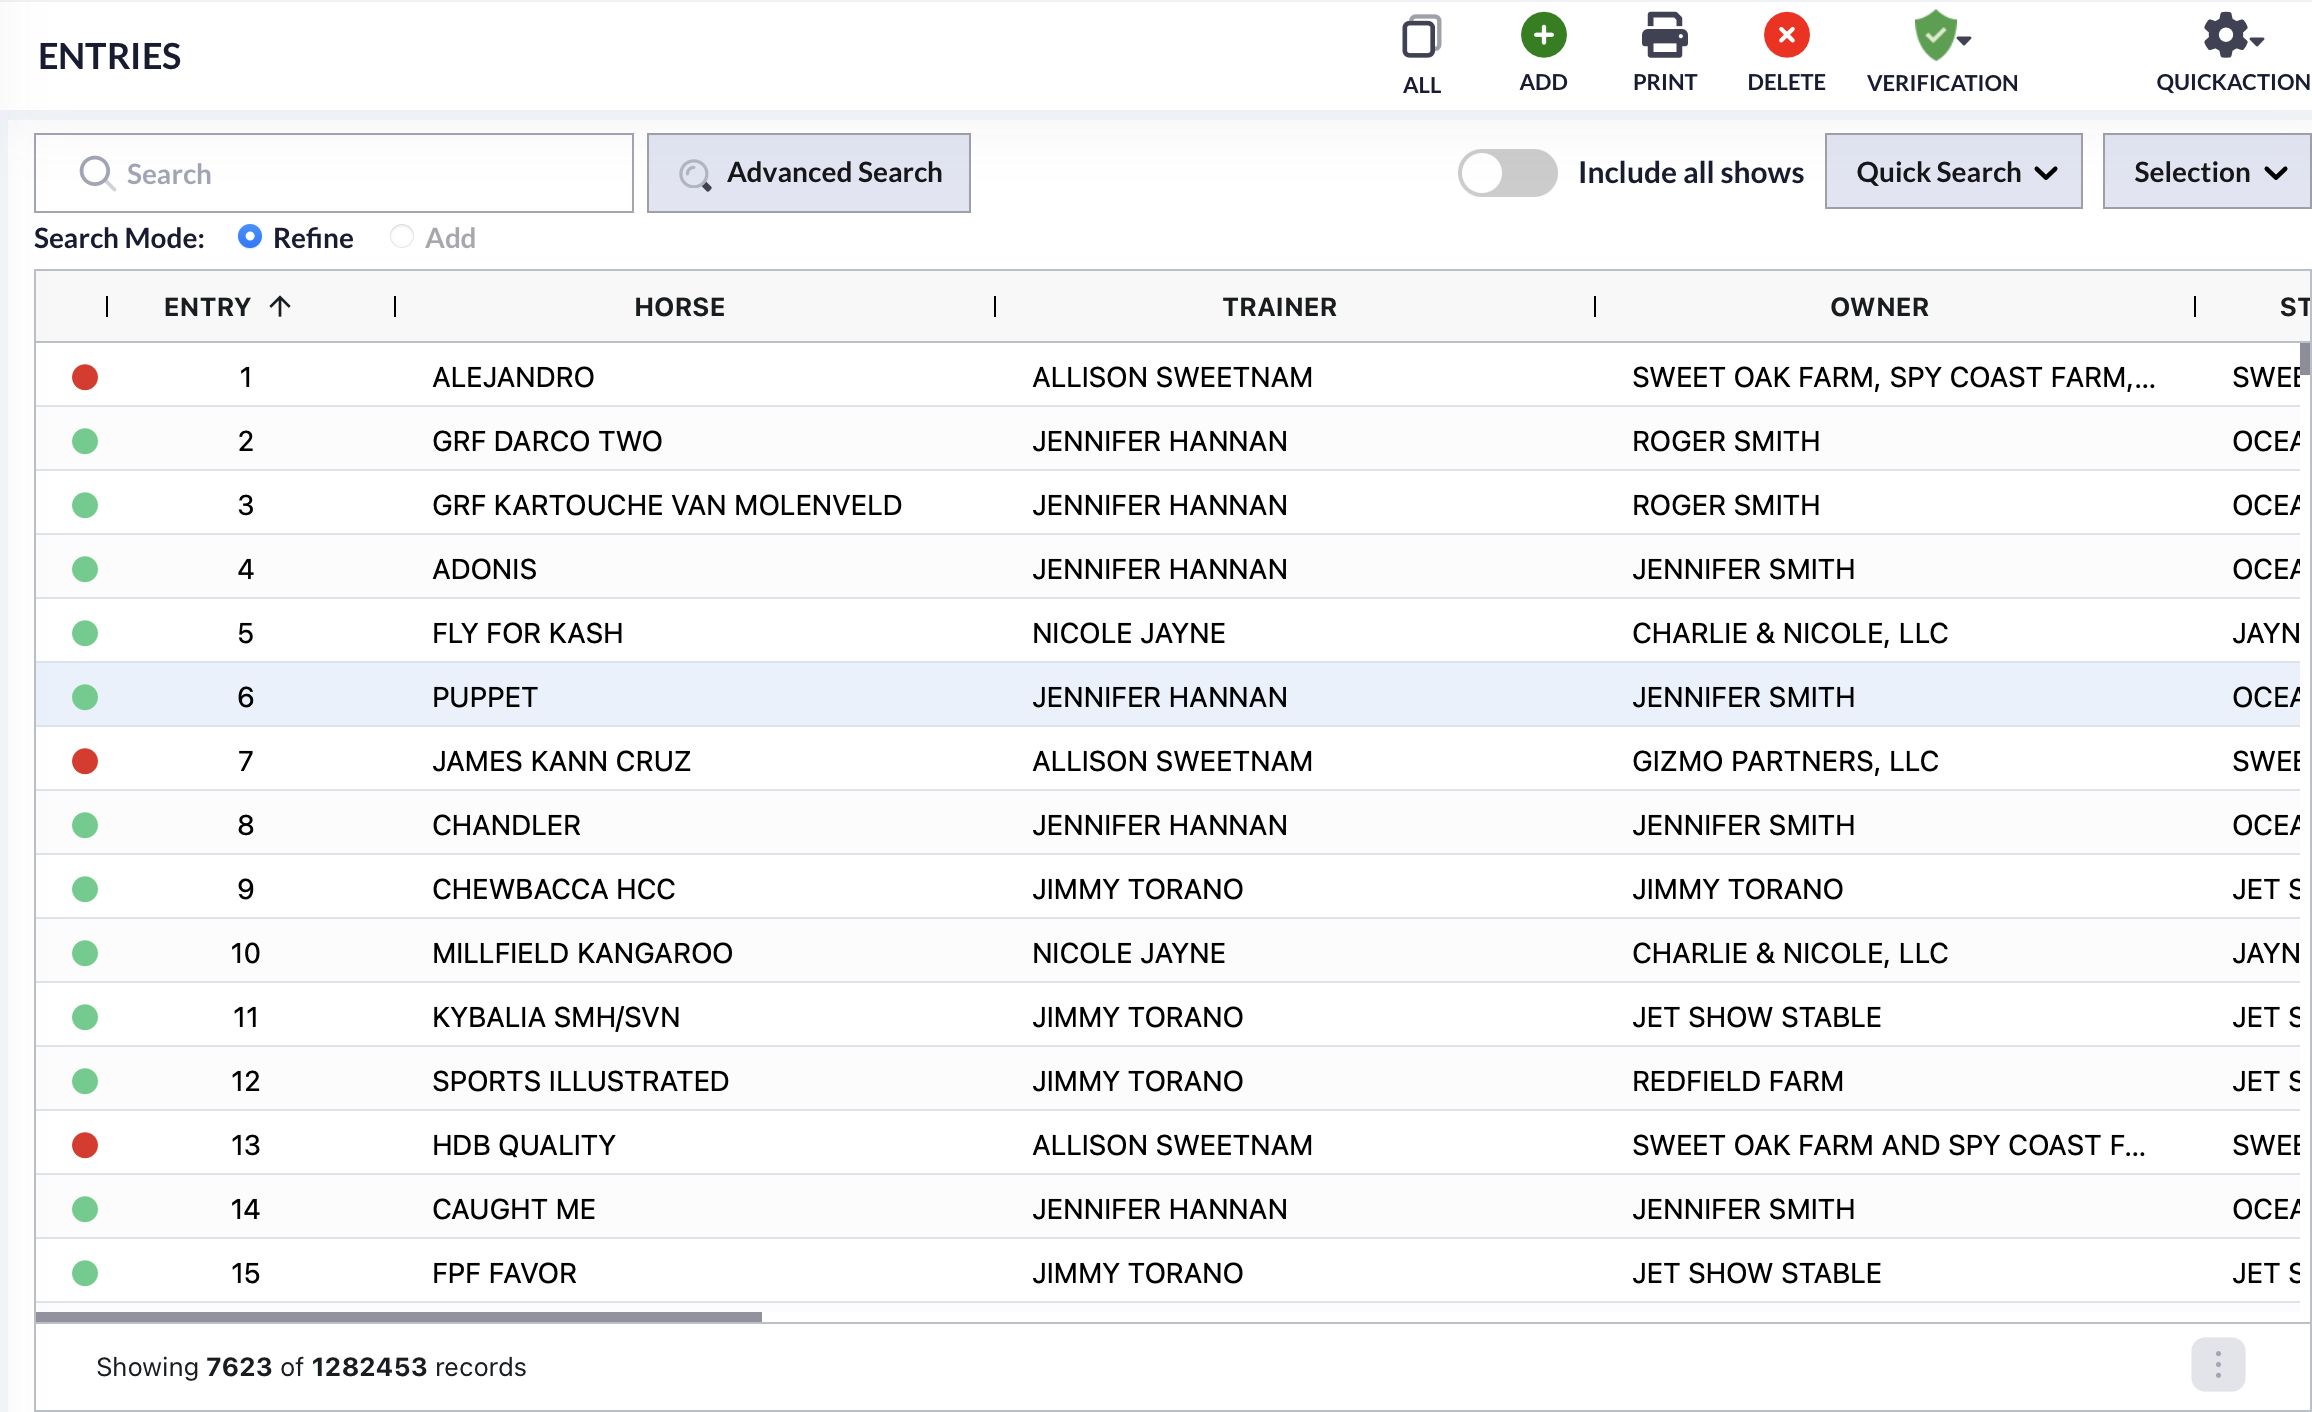 ENTRIES
ALL
ADD
PRINT
DELETE
VERIFICATION
QUICKACTION
Search
Advanced Search
Include all shows
Quick Search
Selection
Search Mode: Refine Add
ENTRY HORSE TRAINER OWNER ST
1 ALEJANDRO ALLISON SWEETNAM SWEET OAK FARM, SPY COAST FARM,... SWEE
2 GRF DARCO TWO JENNIFER HANNAN ROGER SMITH OCEA
3 GRF KARTOUCHE VAN MOLENVELD JENNIFER HANNAN ROGER SMITH OCEA
4 ADONIS JENNIFER HANNAN JENNIFER SMITH OCEA
5 FLY FOR KASH NICOLE JAYNE CHARLIE & NICOLE, LLC JAYN
6 PUPPET JENNIFER HANNAN JENNIFER SMITH OCEA
7 JAMES KANN CRUZ ALLISON SWEETNAM GIZMO PARTNERS, LLC SWEE
8 CHANDLER JENNIFER HANNAN JENNIFER SMITH OCEA
9 CHEWBACCA HCC JIMMY TORANO JIMMY TORANO JET S
10 MILLFIELD KANGAROO NICOLE JAYNE CHARLIE & NICOLE, LLC JAYN
11 KYBALIA SMH/SVN JIMMY TORANO JET SHOW STABLE JET S
12 SPORTS ILLUSTRATED JIMMY TORANO REDFIELD FARM JET S
13 HDB QUALITY ALLISON SWEETNAM SWEET OAK FARM AND SPY COAST F... SWEE
14 CAUGHT ME JENNIFER HANNAN JENNIFER SMITH OCEA
15 FPF FAVOR JIMMY TORANO JET SHOW STABLE JET S
Showing 7623 of 1282453 records